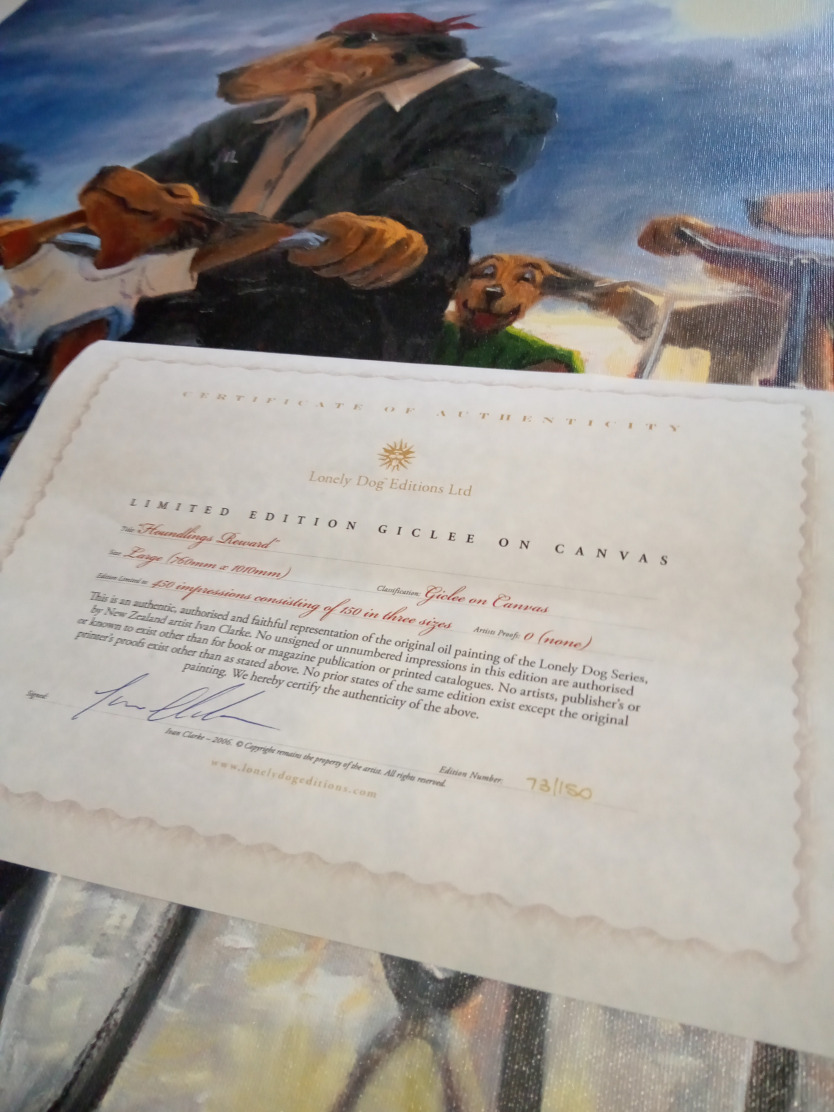 CERTIFICATE OF AUTHENTICITY
Lonely Dog™ Editions Ltd
LIMITED EDITION GICLEE ON CANVAS
Title "Houndlings Reward"
Size Large (760mm x 1010mm) Classification Giclee on Canvas
Edition Limited to 450 impressions consisting of 150 in three sizes Artists Proofs 0 (none)
This is an authentic, authorised and faithful representation of the original oil painting of the Lonely Dog Series,
by New Zealand artist Ivan Clarke. No unsigned or unnumbered impressions in this edition are authorised
or known to exist other than for book or magazine publication or printed catalogues. No artists, publisher's or
printer's proofs exist other than as stated above. No prior states of the same edition exist except the original
painting. We hereby certify the authenticity of the above.
Signed
Ivan Clarke – 2006. © Copyright remains the property of the artist. All rights reserved. Edition Number: 73/150
www.lonelydogeditions.com